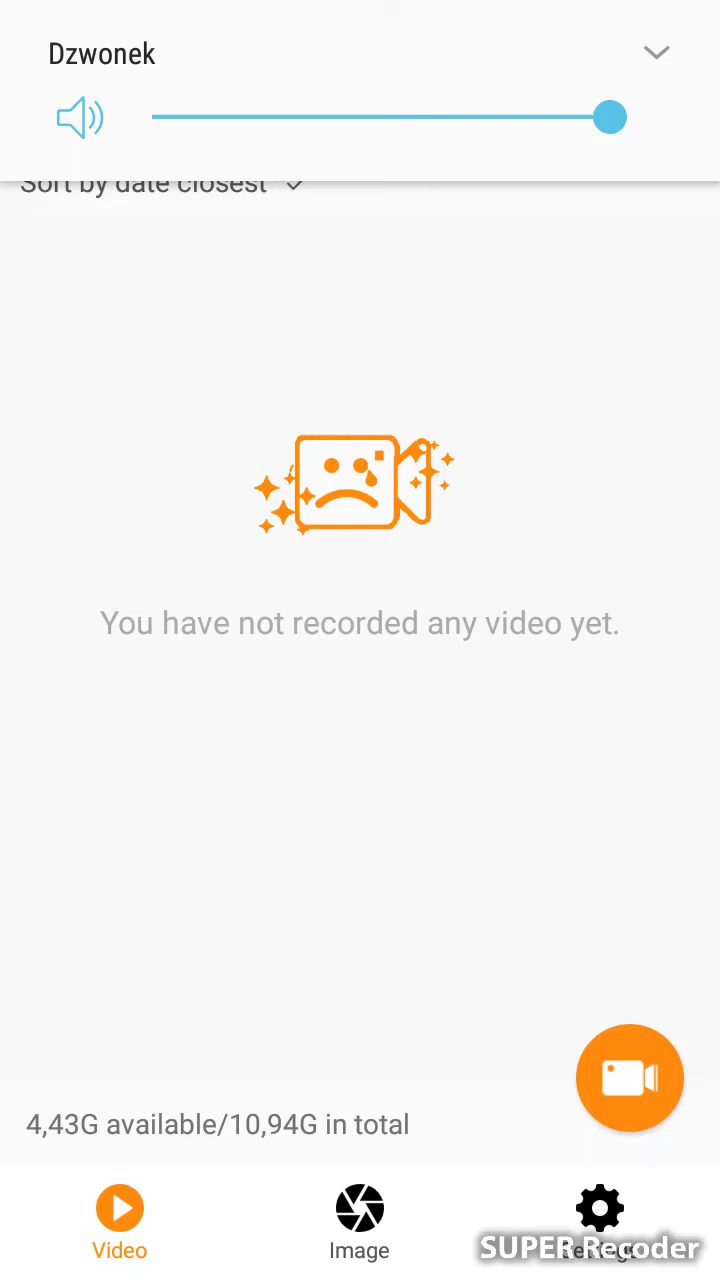 Dzwonek
Sort by date closest
You have not recorded any video yet.
4,43G available/10,94G in total
Video
Image
Settings
SUPER Recoder